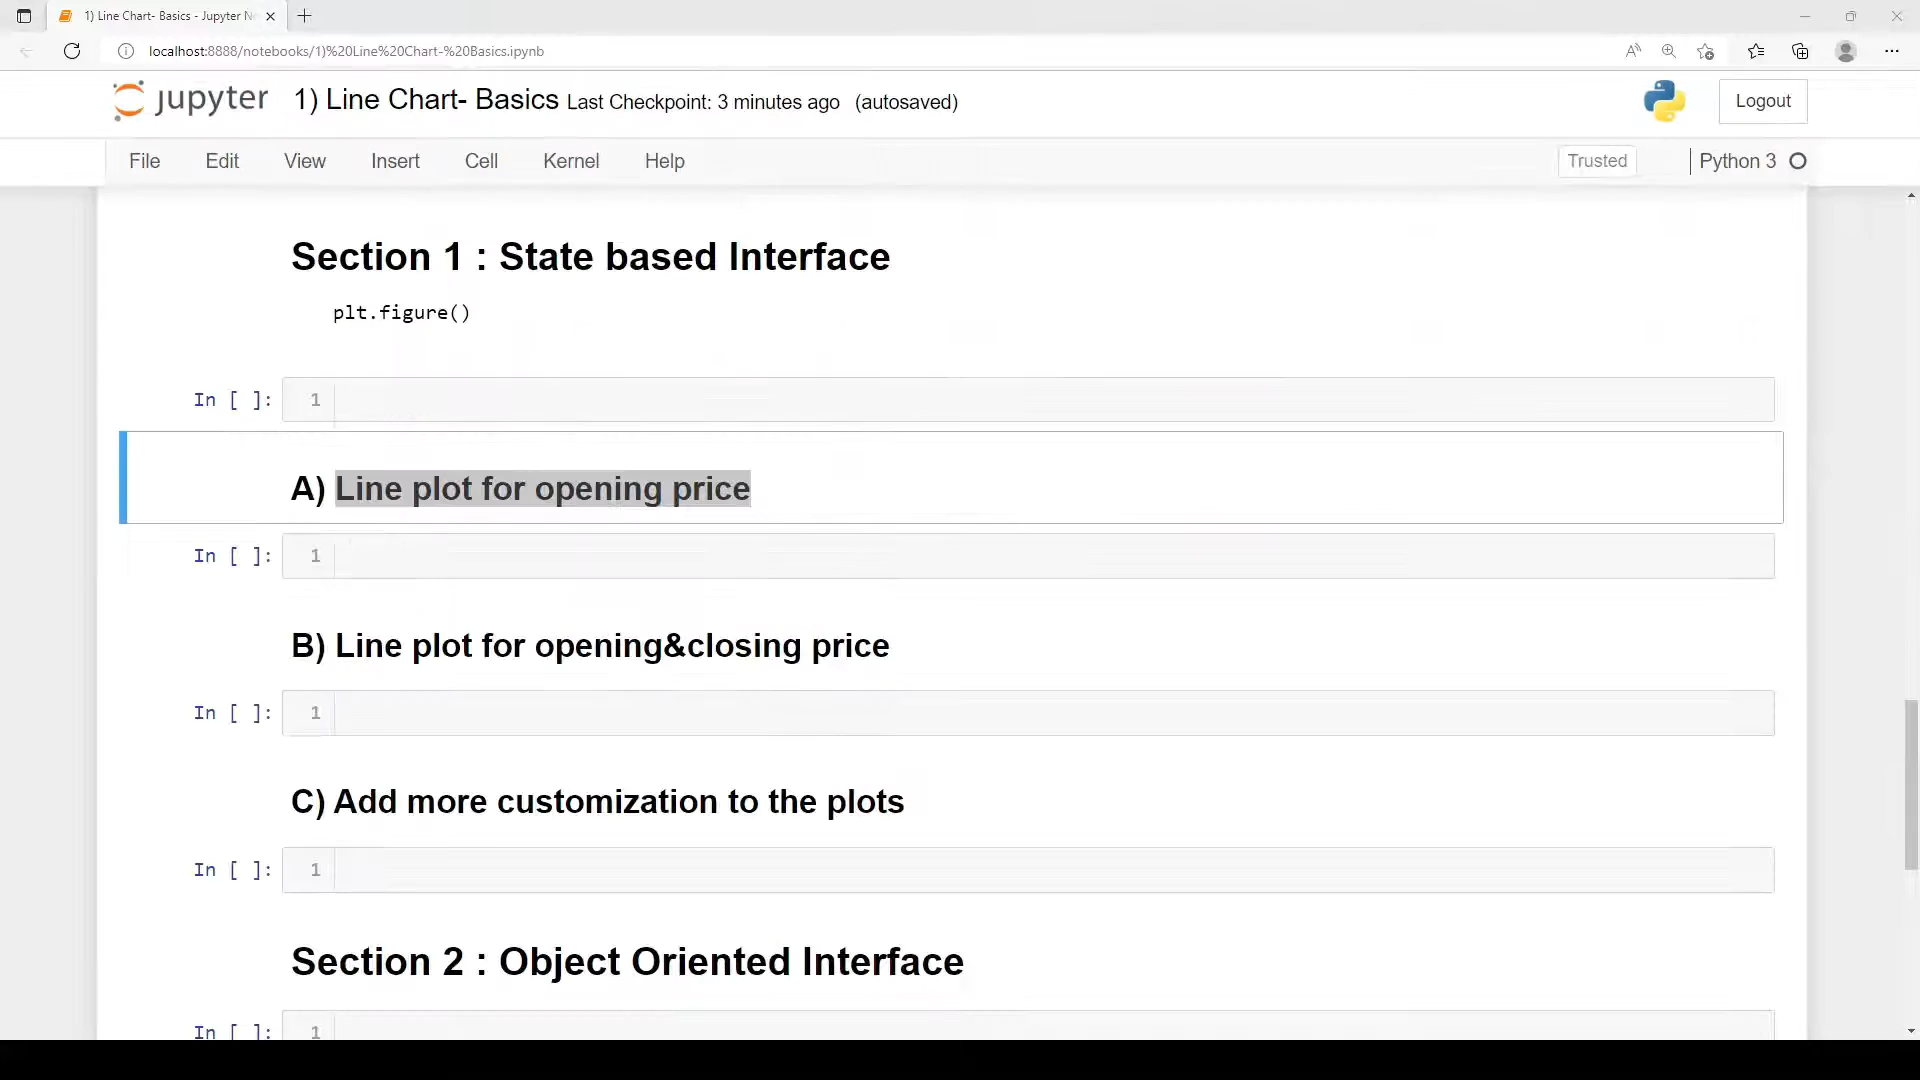 1) Line Chart- Basics - Jupyter N
localhost:8888/notebooks/1)%20Line%20Chart-%20Basics.ipynb
jupyter 1) Line Chart- Basics Last Checkpoint: 3 minutes ago (autosaved) Logout
File Edit View Insert Cell Kernel Help Trusted Python 3
Section 1 : State based Interface
plt.figure()
In [ ]: 1
A) Line plot for opening price
In [ ]: 1
B) Line plot for opening&closing price
In [ ]: 1
C) Add more customization to the plots
In [ ]: 1
Section 2 : Object Oriented Interface
In [ ]: 1